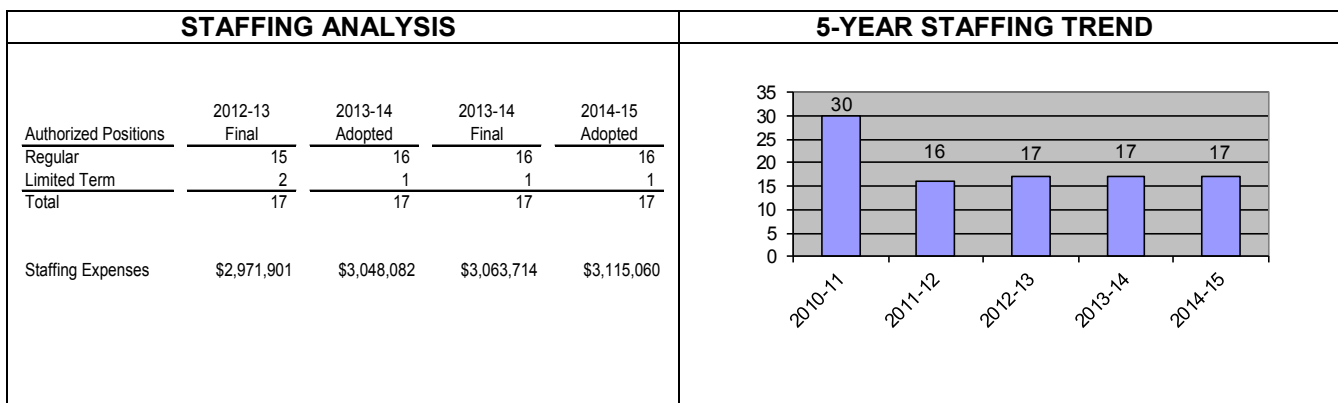 STAFFING ANALYSIS
2012-13 2013-14 2013-14 2014-15
Authorized Positions Final Adopted Final Adopted
Regular 15 16 16 16
Limited Term 2 1 1 1
Total 17 17 17 17
Staffing Expenses $2,971,901 $3,048,082 $3,063,714 $3,115,060
5-YEAR STAFFING TREND
35
30
25
20
15
10
5
0
30 16 17 17 17
2010-11 2011-12 2012-13 2013-14 2014-15